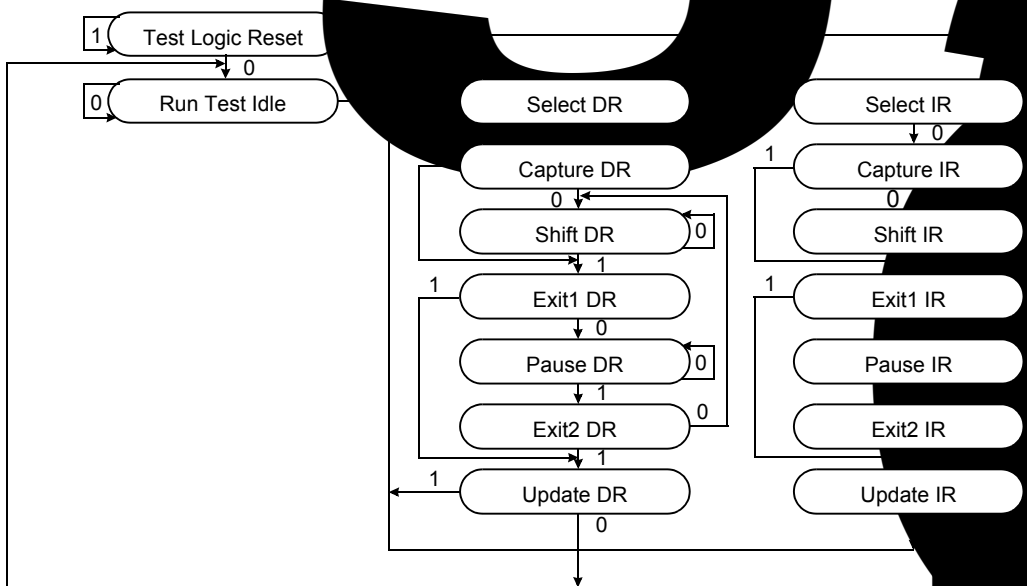 1
Test Logic Reset
0
0
Run Test Idle
Select DR
Select IR
0
Capture DR
1
Capture IR
0
0
Shift DR
0
Shift IR
1
1
Exit1 DR
1
Exit1 IR
0
Pause DR
0
Pause IR
1
Exit2 DR
0
Exit2 IR
1
1
Update DR
Update IR
0